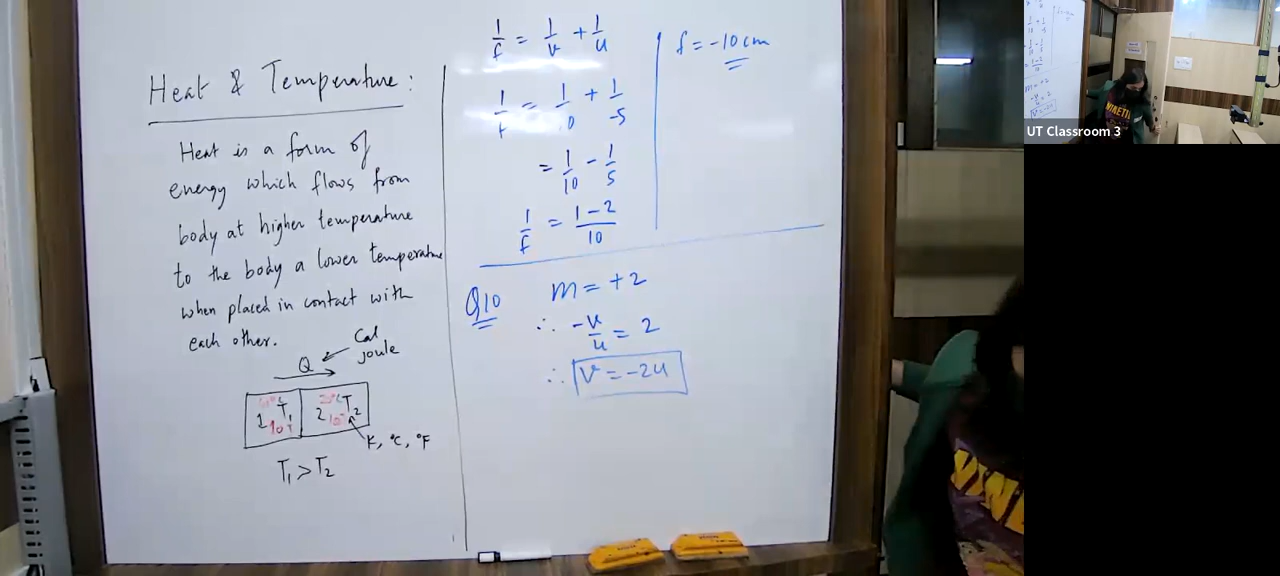 Heat & Temperature :
Heat is a form of
energy which flows from
body at higher temperature
to the body a lower temperature
when placed in contact with
each other.
Q
Cal
joule
1 T₁
2 T₂
K, °C, °F
T₁ > T₂
1/f = 1/v + 1/u
1/f = 1/10 + 1/-5
= 1/10 - 1/5
1/f = (1-2)/10
f = -10 cm
Q10
m = +2
∴ -v/u = 2
∴ v = -2u
UT Classroom 3